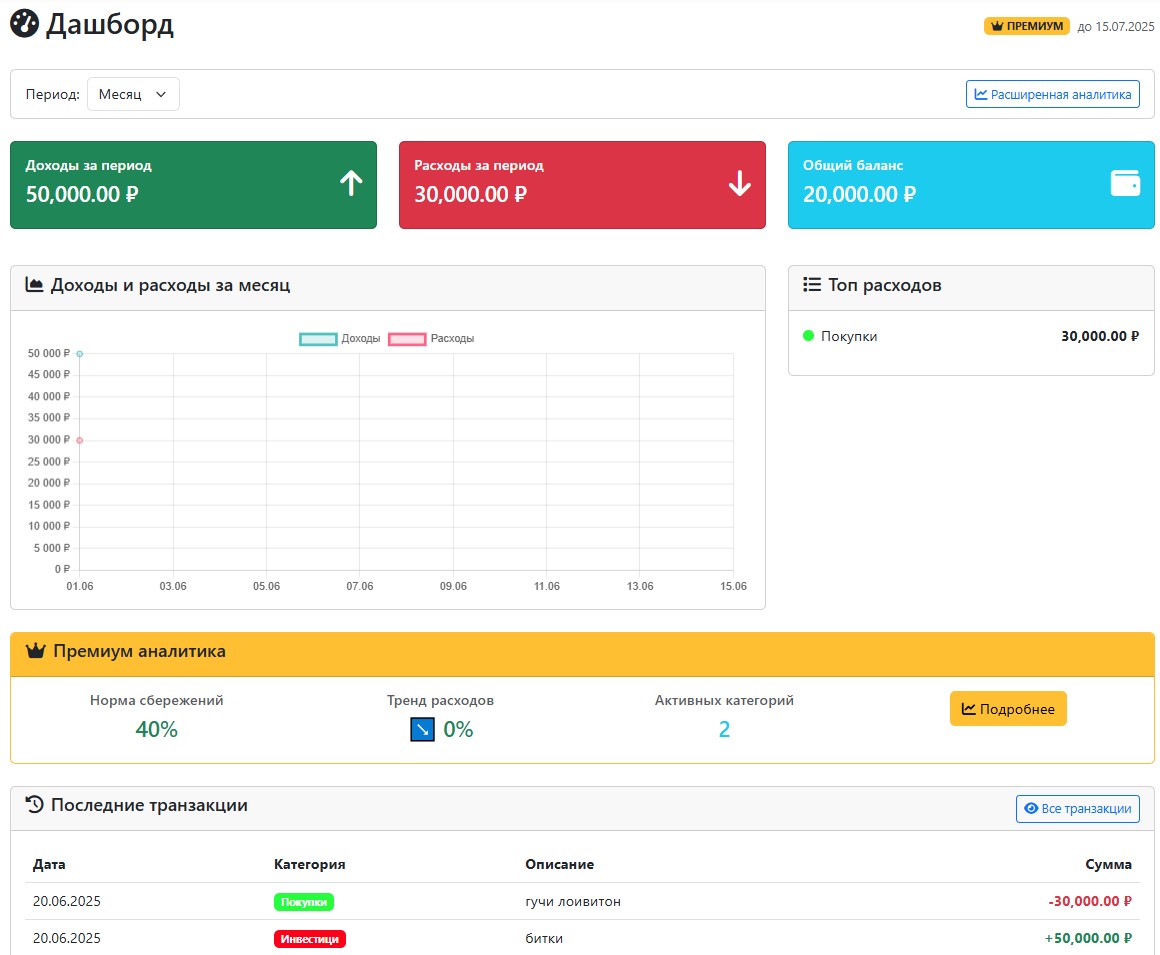 Дашборд
ПРЕМИУМ до 15.07.2025
Период: Месяц
Расширенная аналитика
Доходы за период
50,000.00 ₽
Расходы за период
30,000.00 ₽
Общий баланс
20,000.00 ₽
Доходы и расходы за месяц
Доходы Расходы
50 000 ₽
45 000 ₽
40 000 ₽
35 000 ₽
30 000 ₽
25 000 ₽
20 000 ₽
15 000 ₽
10 000 ₽
5 000 ₽
0 ₽
01.06 03.06 05.06 07.06 09.06 11.06 13.06 15.06
Топ расходов
Покупки 30,000.00 ₽
Премиум аналитика
Норма сбережений
40%
Тренд расходов
0%
Активных категорий
2
Подробнее
Последние транзакции
Все транзакции
Дата Категория Описание Сумма
20.06.2025 Покупки гучи лоивитон -30,000.00 ₽
20.06.2025 Инвестици битки +50,000.00 ₽